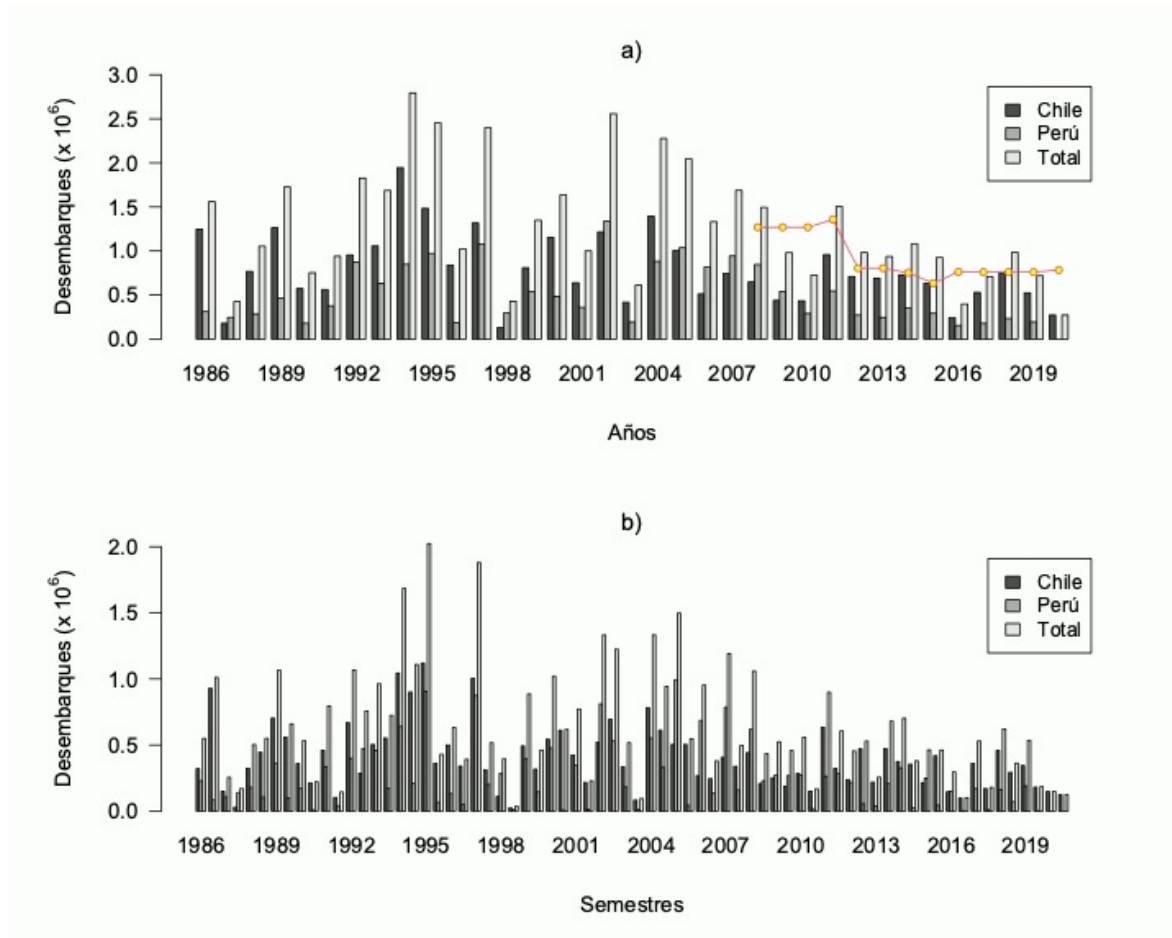 a)
Desembarques (x 10⁶)
3.0
2.5
2.0
1.5
1.0
0.5
0.0
Chile
Perú
Total
1986 1989 1992 1995 1998 2001 2004 2007 2010 2013 2016 2019
Años
b)
Desembarques (x 10⁶)
2.0
1.5
1.0
0.5
0.0
Chile
Perú
Total
1986 1989 1992 1995 1998 2001 2004 2007 2010 2013 2016 2019
Semestres